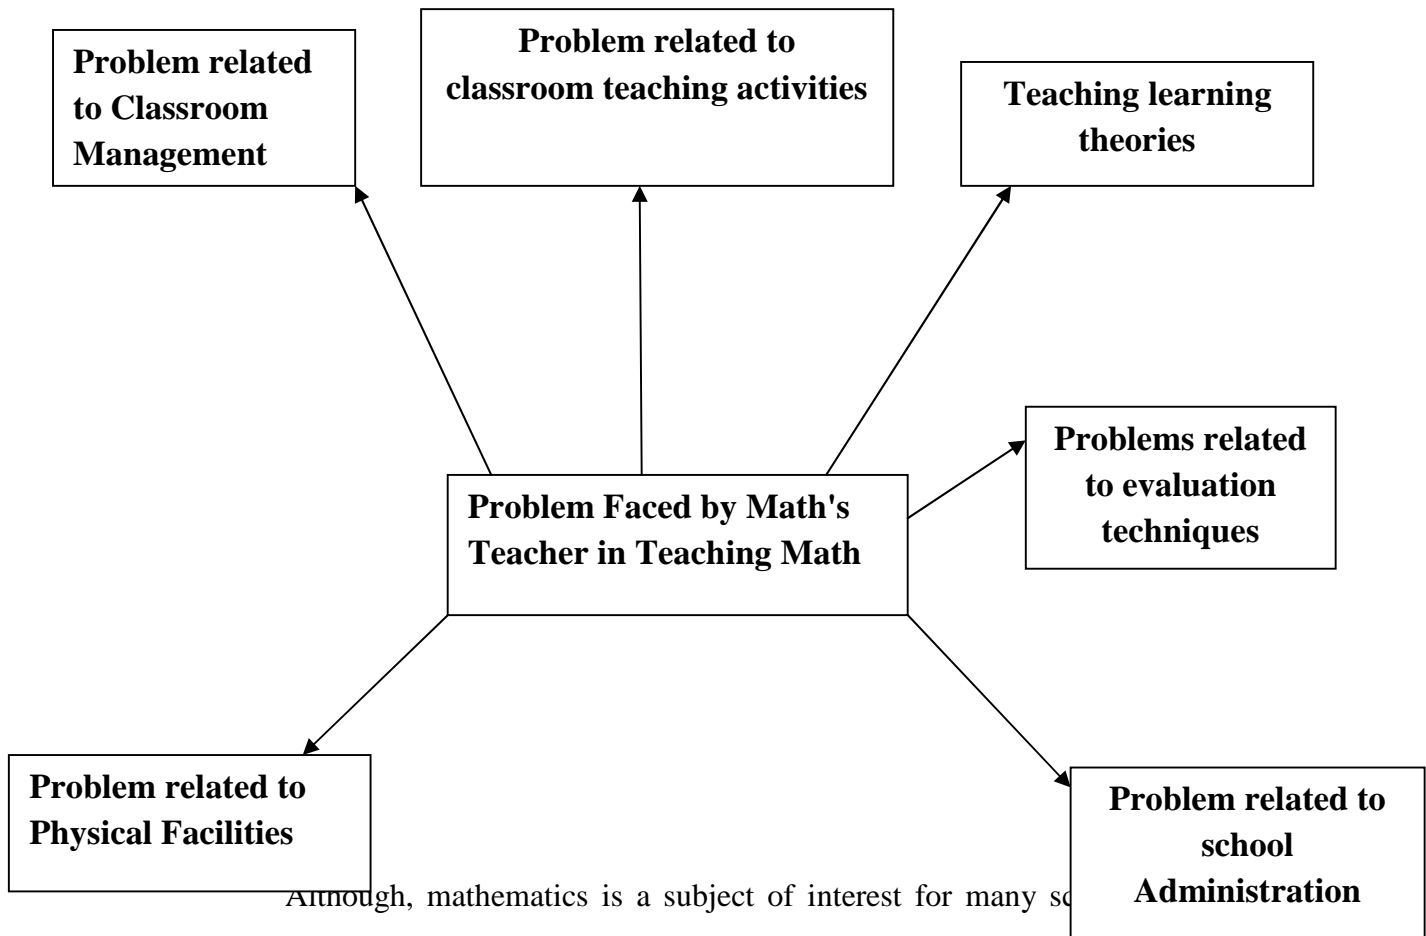 Problem related
to Classroom
Management
Problem related to
classroom teaching activities
Teaching learning
theories
Problems related
to evaluation
techniques
Problem Faced by Math's
Teacher in Teaching Math
Problem related to
Physical Facilities
Problem related to
school
Administration
Although, mathematics is a subject of interest for many